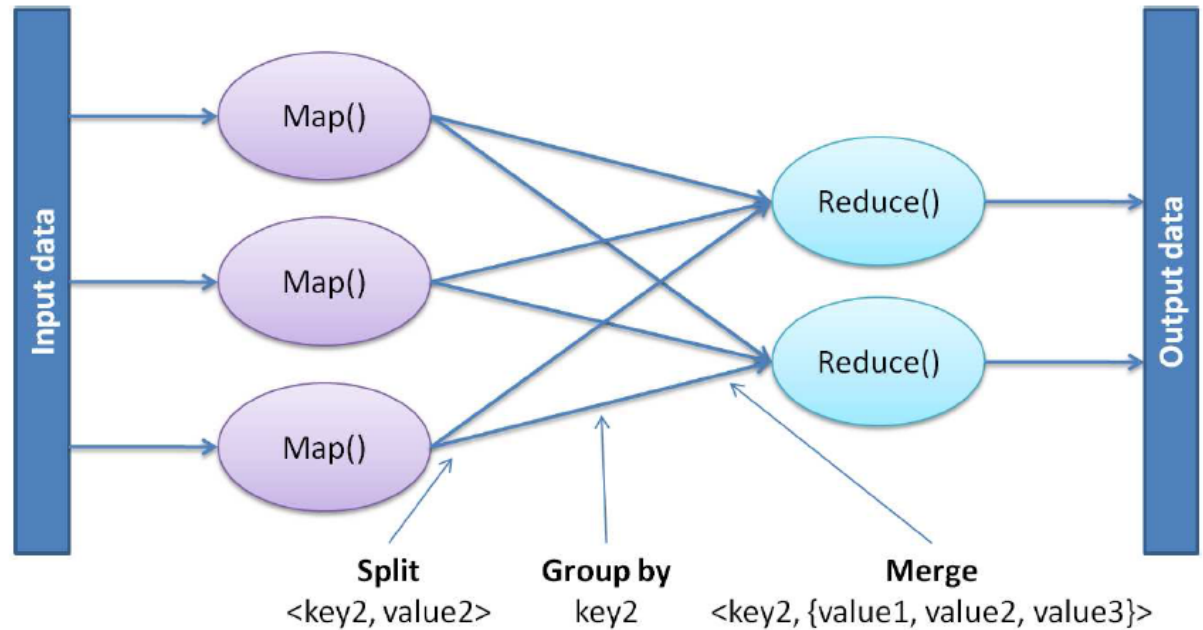 Input data
Map()
Map()
Map()
Reduce()
Reduce()
Output data
Split
<key2, value2>
Group by
key2
Merge
<key2, {value1, value2, value3}>